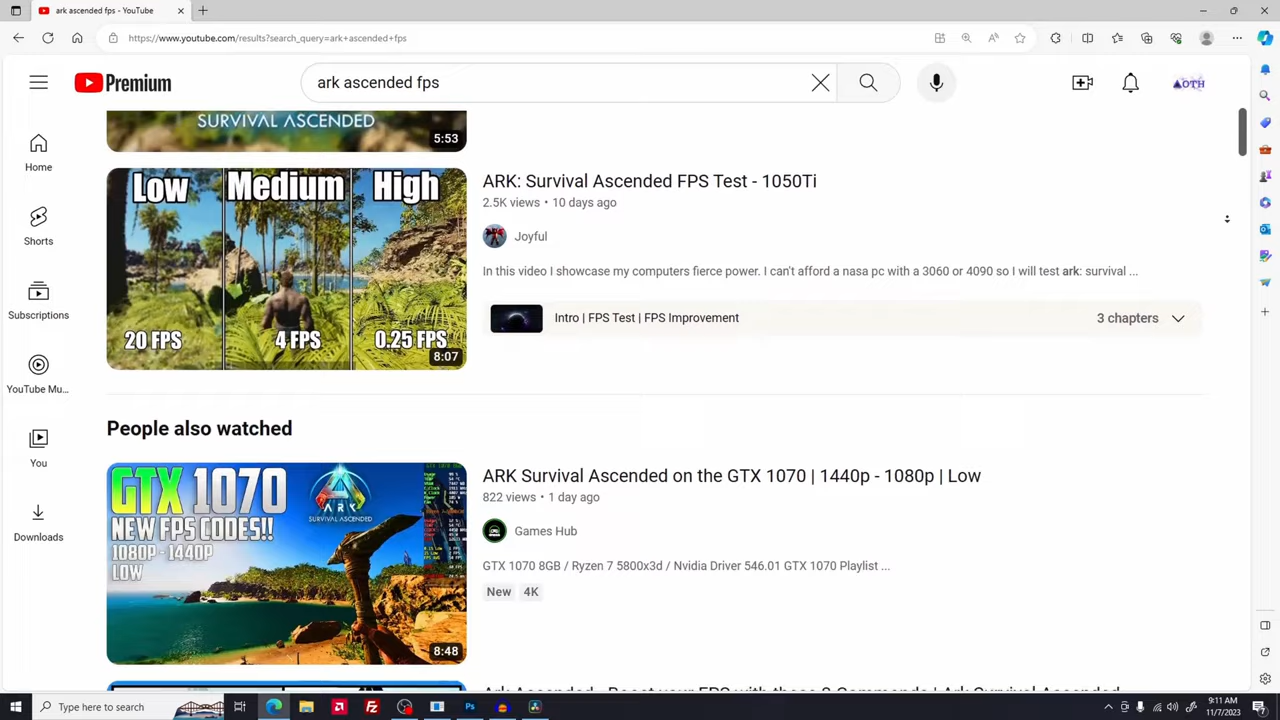 ark ascended fps - YouTube
https://www.youtube.com/results?search_query=ark+ascended+fps
Premium
ark ascended fps
AOTH
Home
Shorts
Subscriptions
YouTube Mu...
You
Downloads
SURVIVAL ASCENDED
5:53
Low Medium High
20 FPS 4 FPS 0.25 FPS
8:07
ARK: Survival Ascended FPS Test - 1050Ti
2.5K views • 10 days ago
Joyful
In this video I showcase my computers fierce power. I can't afford a nasa pc with a 3060 or 4090 so I will test ark: survival ...
Intro | FPS Test | FPS Improvement
3 chapters
People also watched
GTX 1070
NEW FPS CODES!!
1080P - 1440P
LOW
ARK
SURVIVAL ASCENDED
8:48
ARK Survival Ascended on the GTX 1070 | 1440p - 1080p | Low
822 views • 1 day ago
Games Hub
GTX 1070 8GB / Ryzen 7 5800x3d / Nvidia Driver 546.01 GTX 1070 Playlist ...
New 4K
Type here to search
9:11 AM
11/7/2023